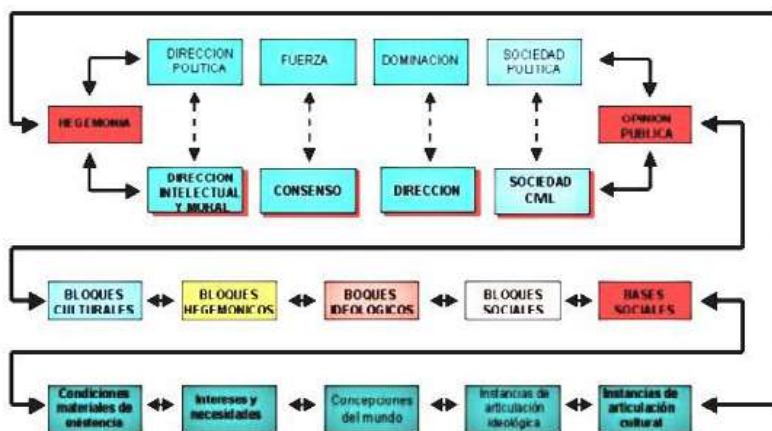 DIRECCION
POLITICA
FUERZA
DOMINACION
SOCIEDAD
POLITICA
HEGEMONIA
OPINION
PUBLICA
DIRECCION
INTELECTUAL
Y MORAL
CONSENSO
DIRECCION
SOCIEDAD
CIVIL
BLOQUES
CULTURALES
BLOQUES
HEGEMONICOS
BOQUES
IDEOLOGICOS
BLOQUES
SOCIALES
BASES
SOCIALES
Condiciones
materiales de
existencia
Intereses y
necesidades
Concepciones
del mundo
Instancias de
articulación
ideológica
Instancias de
articulación
cultural